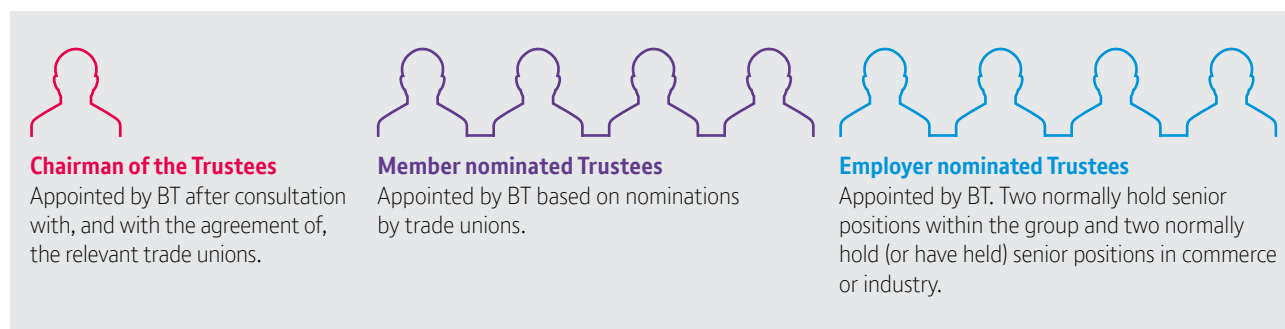 Chairman of the Trustees
Appointed by BT after consultation
with, and with the agreement of,
the relevant trade unions.
Member nominated Trustees
Appointed by BT based on nominations
by trade unions.
Employer nominated Trustees
Appointed by BT. Two normally hold senior
positions within the group and two normally
hold (or have held) senior positions in commerce
or industry.